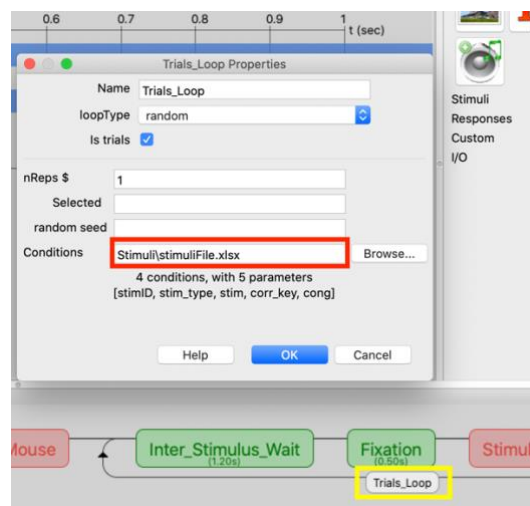 0.6 0.7 0.8 0.9 1
t (sec)
Trials_Loop Properties
Name Trials_Loop
loopType random
Is trials
nReps $ 1
Selected
random seed
Conditions Stimuli\stimuliFile.xlsx Browse...
4 conditions, with 5 parameters
[stimID, stim_type, stim, corr_key, cong]
Help OK Cancel
Stimuli
Responses
Custom
I/O
Mouse Inter_Stimulus_Wait Fixation Stimul
(1.20s) (0.50s)
Trials_Loop